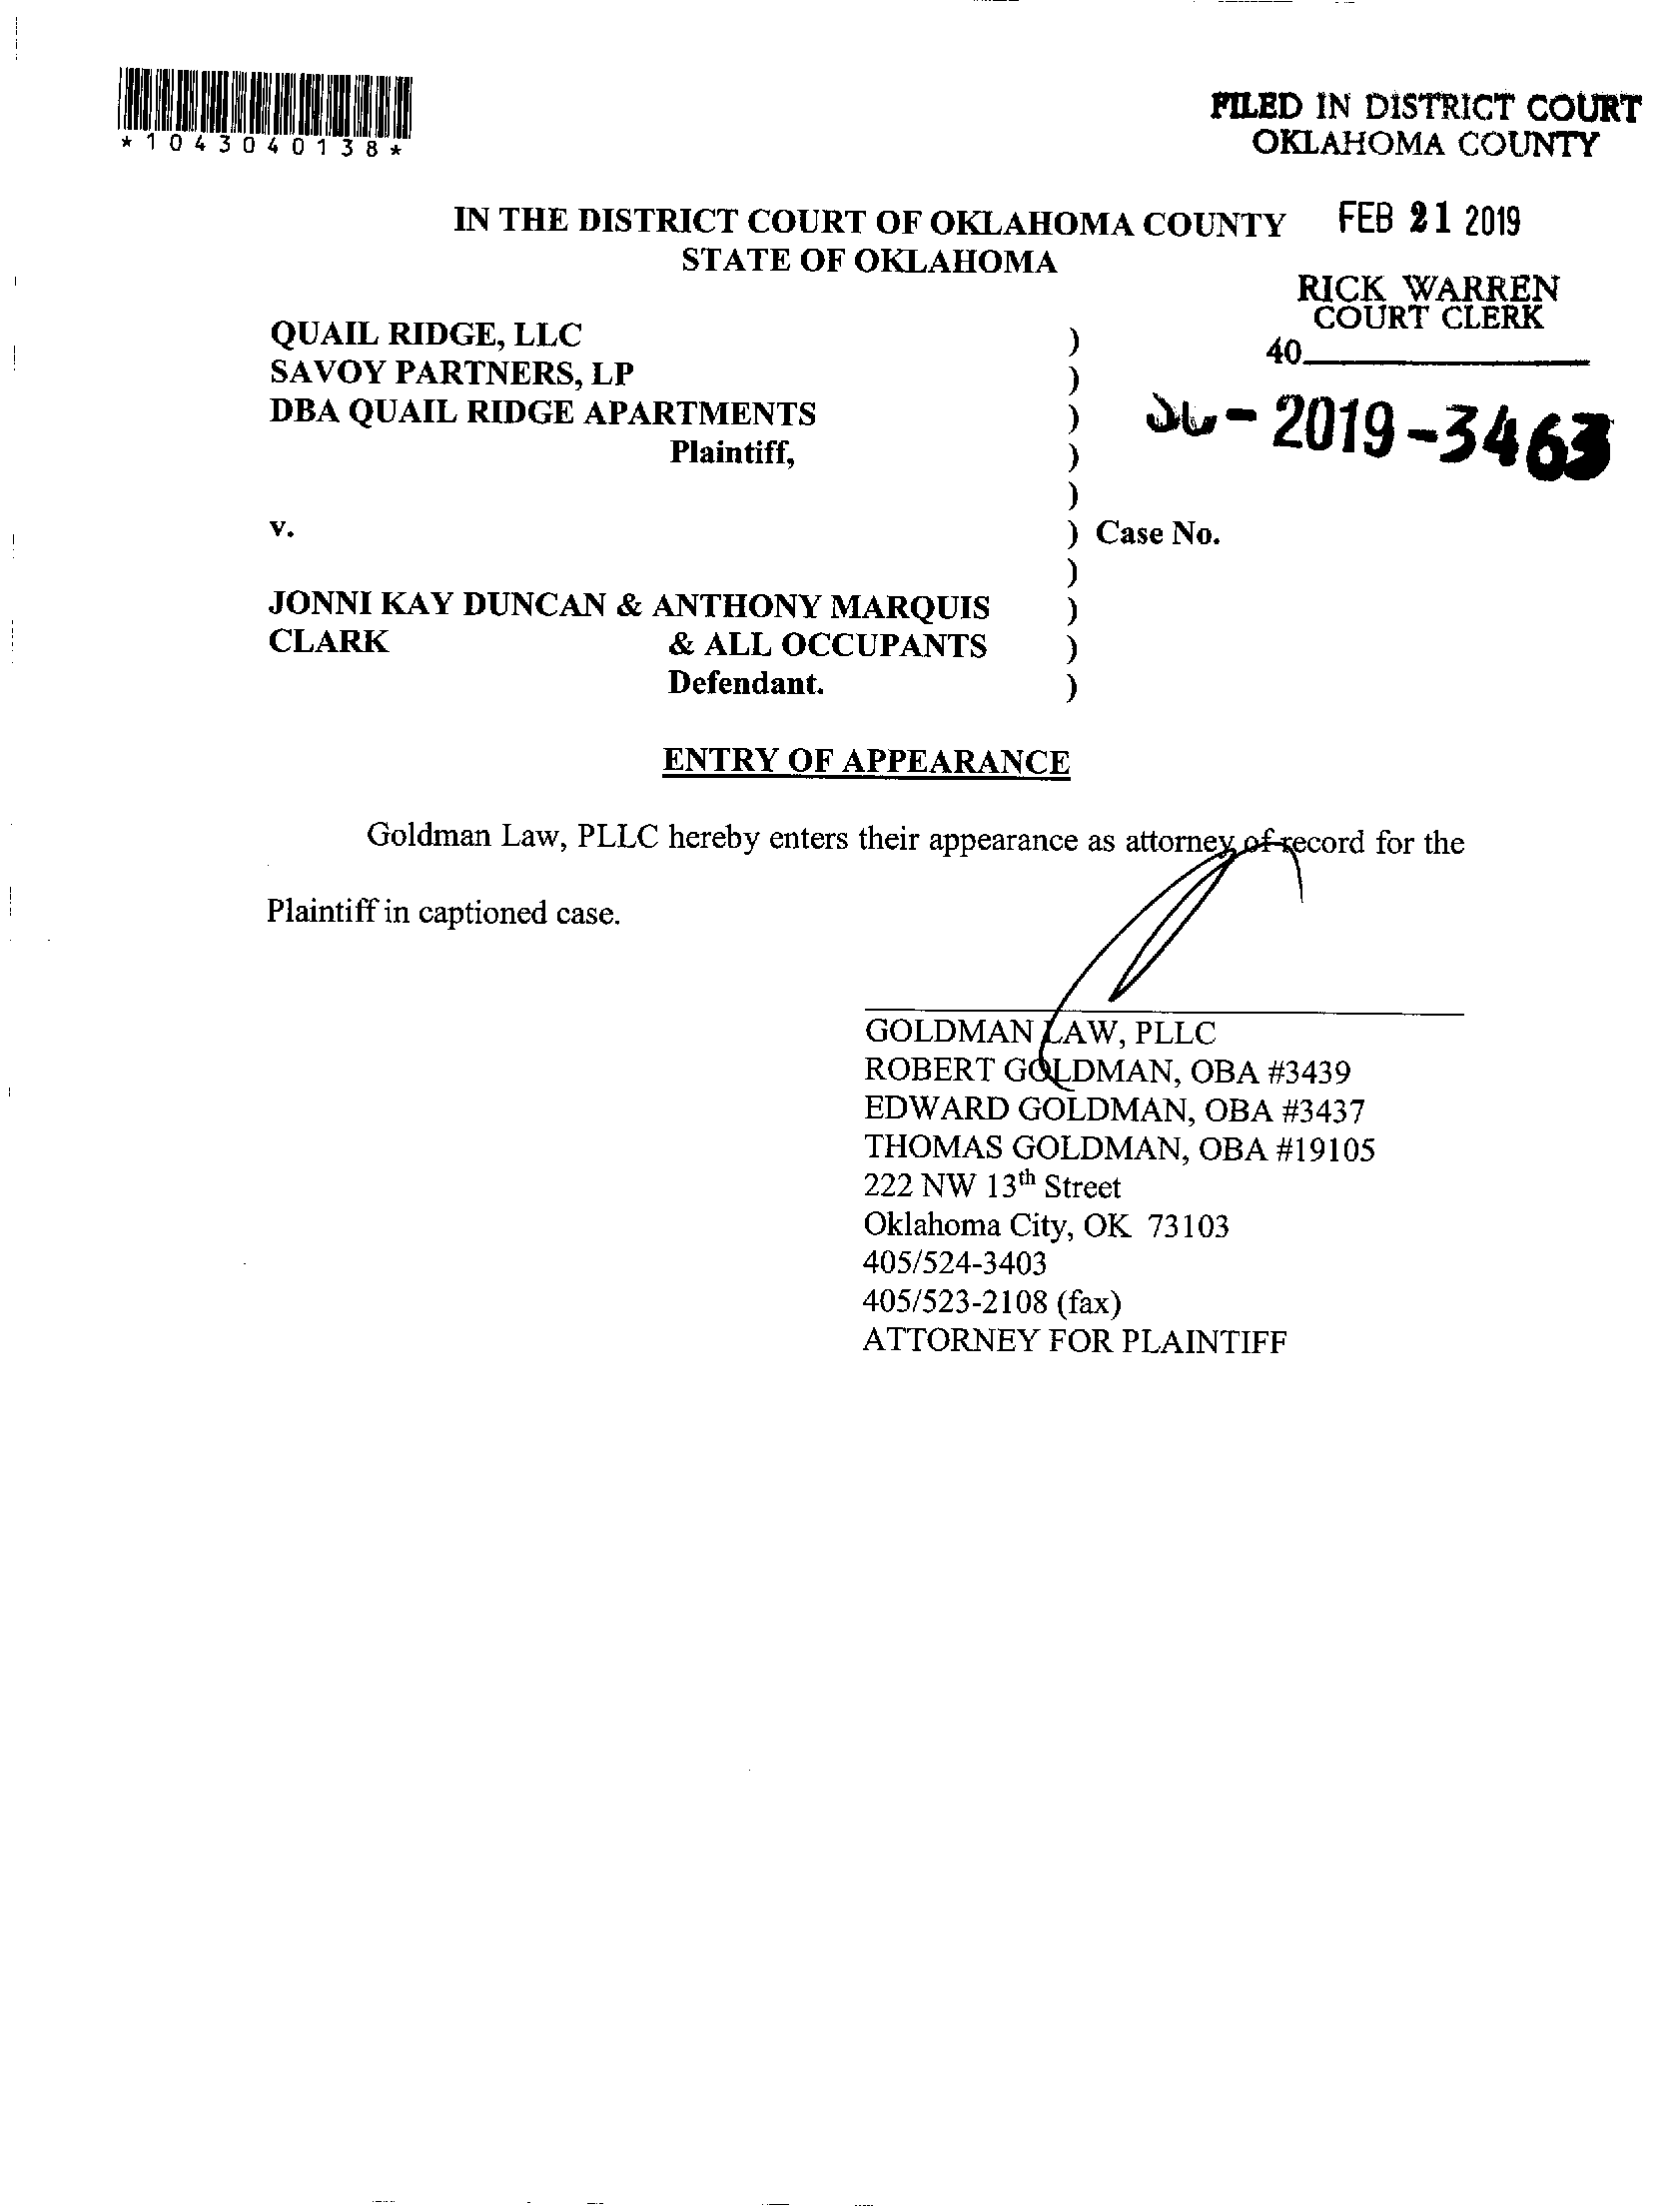 *1043040138*
FILED IN DISTRICT COURT
OKLAHOMA COUNTY
IN THE DISTRICT COURT OF OKLAHOMA COUNTY
STATE OF OKLAHOMA
FEB 21 2019
RICK WARREN
COURT CLERK
40
QUAIL RIDGE, LLC )
SAVOY PARTNERS, LP )
DBA QUAIL RIDGE APARTMENTS )
Plaintiff, )
)
- 2019 - 3463
v. ) Case No.
)
JONNI KAY DUNCAN & ANTHONY MARQUIS )
CLARK & ALL OCCUPANTS )
Defendant. )
ENTRY OF APPEARANCE
Goldman Law, PLLC hereby enters their appearance as attorney of record for the
Plaintiff in captioned case.
GOLDMAN LAW, PLLC
ROBERT GOLDMAN, OBA #3439
EDWARD GOLDMAN, OBA #3437
THOMAS GOLDMAN, OBA #19105
222 NW 13th Street
Oklahoma City, OK 73103
405/524-3403
405/523-2108 (fax)
ATTORNEY FOR PLAINTIFF